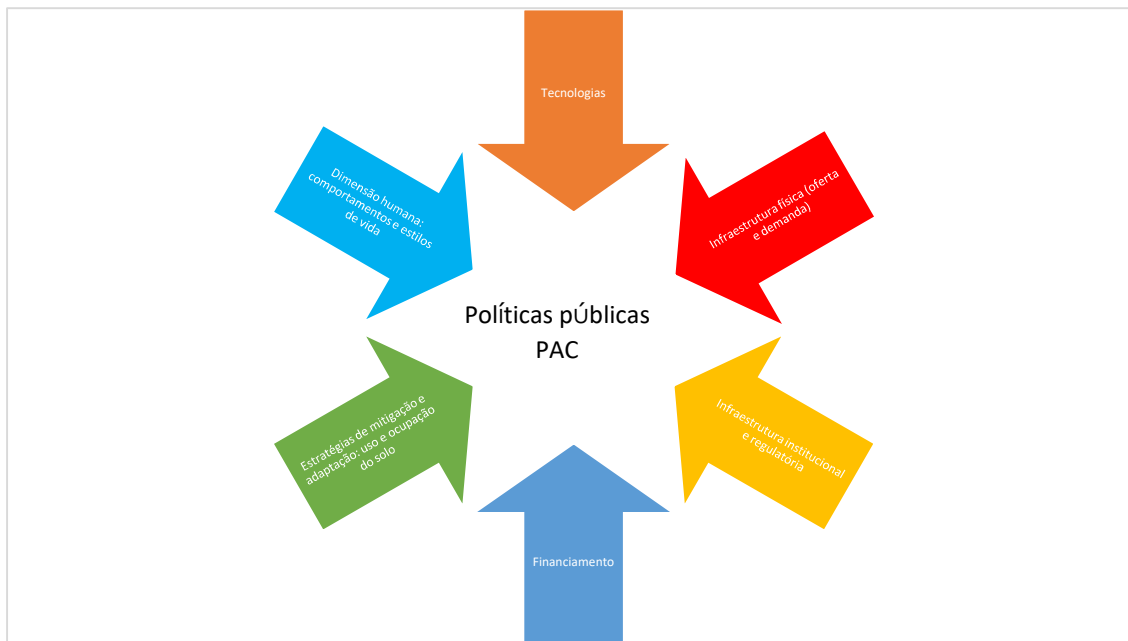 Tecnologias
Dimensão humana:
comportamentos e estilos
de vida
Infraestrutura física (oferta
e demanda)
Políticas pÚblicas
PAC
Estratégias de mitigação e
adaptação: uso e ocupação
do solo
Infraestrutura institucional
e regulatória
Financiamento